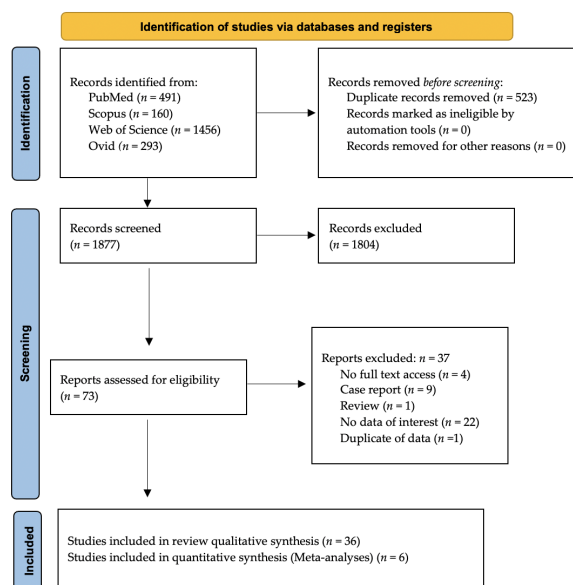 Identification of studies via databases and registers
Identification
Records identified from:
PubMed (n = 491)
Scopus (n = 160)
Web of Science (n = 1456)
Ovid (n = 293)
Records removed before screening:
Duplicate records removed (n = 523)
Records marked as ineligible by
automation tools (n = 0)
Records removed for other reasons (n = 0)
Screening
Records screened
(n = 1877)
Records excluded
(n = 1804)
Reports assessed for eligibility
(n = 73)
Reports excluded: n = 37
No full text access (n = 4)
Case report (n = 9)
Review (n = 1)
No data of interest (n = 22)
Duplicate of data (n =1)
Included
Studies included in review qualitative synthesis (n = 36)
Studies included in quantitative synthesis (Meta-analyses) (n = 6)